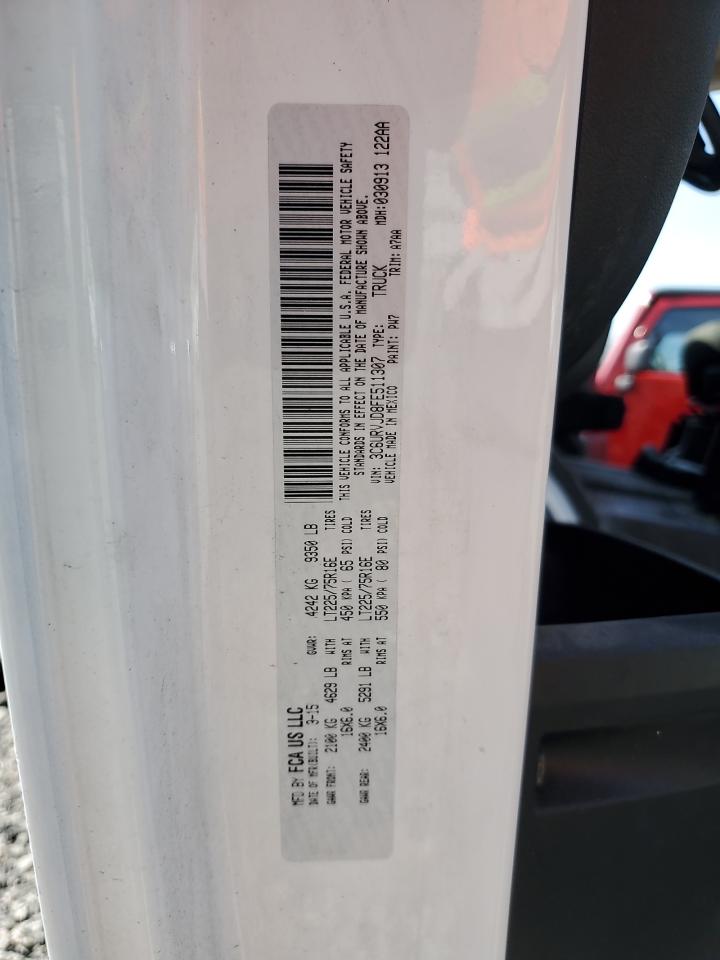 MFD BY FCA US LLC
DATE OF MFR(BUILT): 3-15 GVWR: 4242 KG 9350 LB
GAWR FRONT: 2100 KG 4629 LB WITH LT225/75R16E TIRES
16X6.0 RIMS AT 450 KPA ( 65 PSI) COLD
GAWR REAR: 2400 KG 5291 LB WITH LT225/75R16E TIRES
16X6.0 RIMS AT 550 KPA ( 80 PSI) COLD
THIS VEHICLE CONFORMS TO ALL APPLICABLE U.S.A. FEDERAL MOTOR VEHICLE SAFETY
STANDARDS IN EFFECT ON THE DATE OF MANUFACTURE SHOWN ABOVE.
VIN: 3C6URVJD8FE511307 TYPE: TRUCK MDH:030913 122AA
VEHICLE MADE IN MEXICO PAINT: PW7 TRIM: A7AA